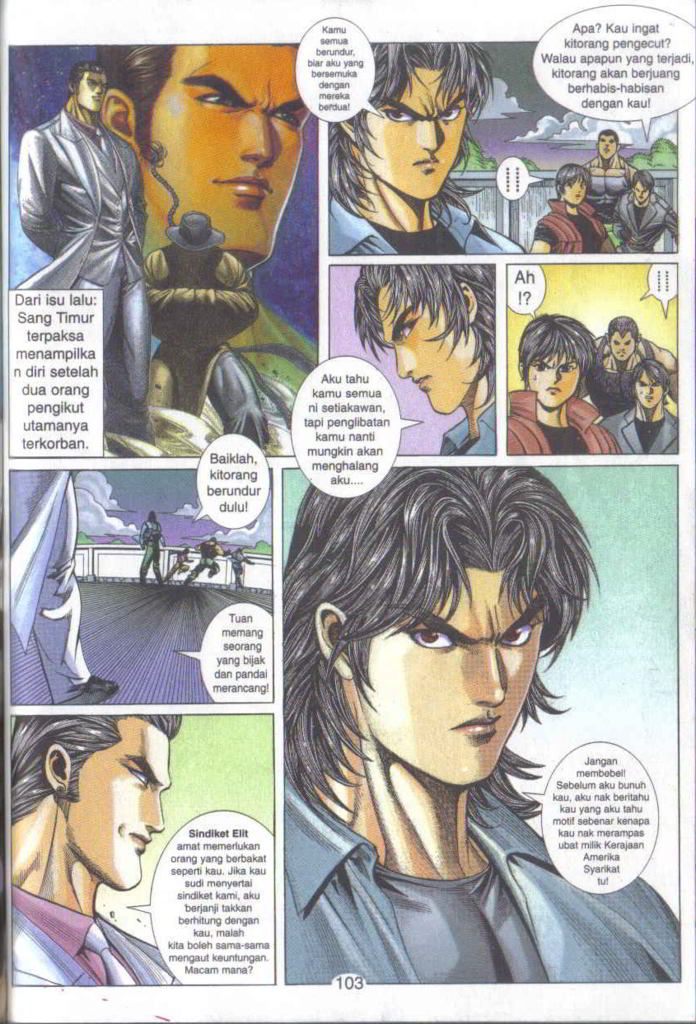 Dari isu lalu:
Sang Timur
terpaksa
menampilka
n diri setelah
dua orang
pengikut
utamanya
terkorban.
Kamu
semua
berundur,
biar aku yang
bersemuka
dengan
mereka
berdua!
Apa? Kau ingat
kitorang pengecut?
Walau apapun yang terjadi,
kitorang akan berjuang
berhabis-habisan
dengan kau!
Aku tahu
kamu semua
ni setiakawan,
tapi penglibatan
kamu nanti
mungkin akan
menghalang
aku....
Ah
!?
Baiklah,
kitorang
berundur
dulu!
Tuan
memang
seorang
yang bijak
dan pandai
merancang!
Sindiket Elit
amat memerlukan
orang yang berbakat
seperti kau. Jika kau
sudi menyertai
sindiket kami, aku
berjanji takkan
berhitung dengan
kau, malah
kita boleh sama-sama
mengaut keuntungan.
Macam mana?
Jangan
membebel!
Sebelum aku bunuh
kau, aku nak beritahu
kau yang aku tahu
motif sebenar kenapa
kau nak merampas
ubat milik Kerajaan
Amerika
Syarikat
tu!
103